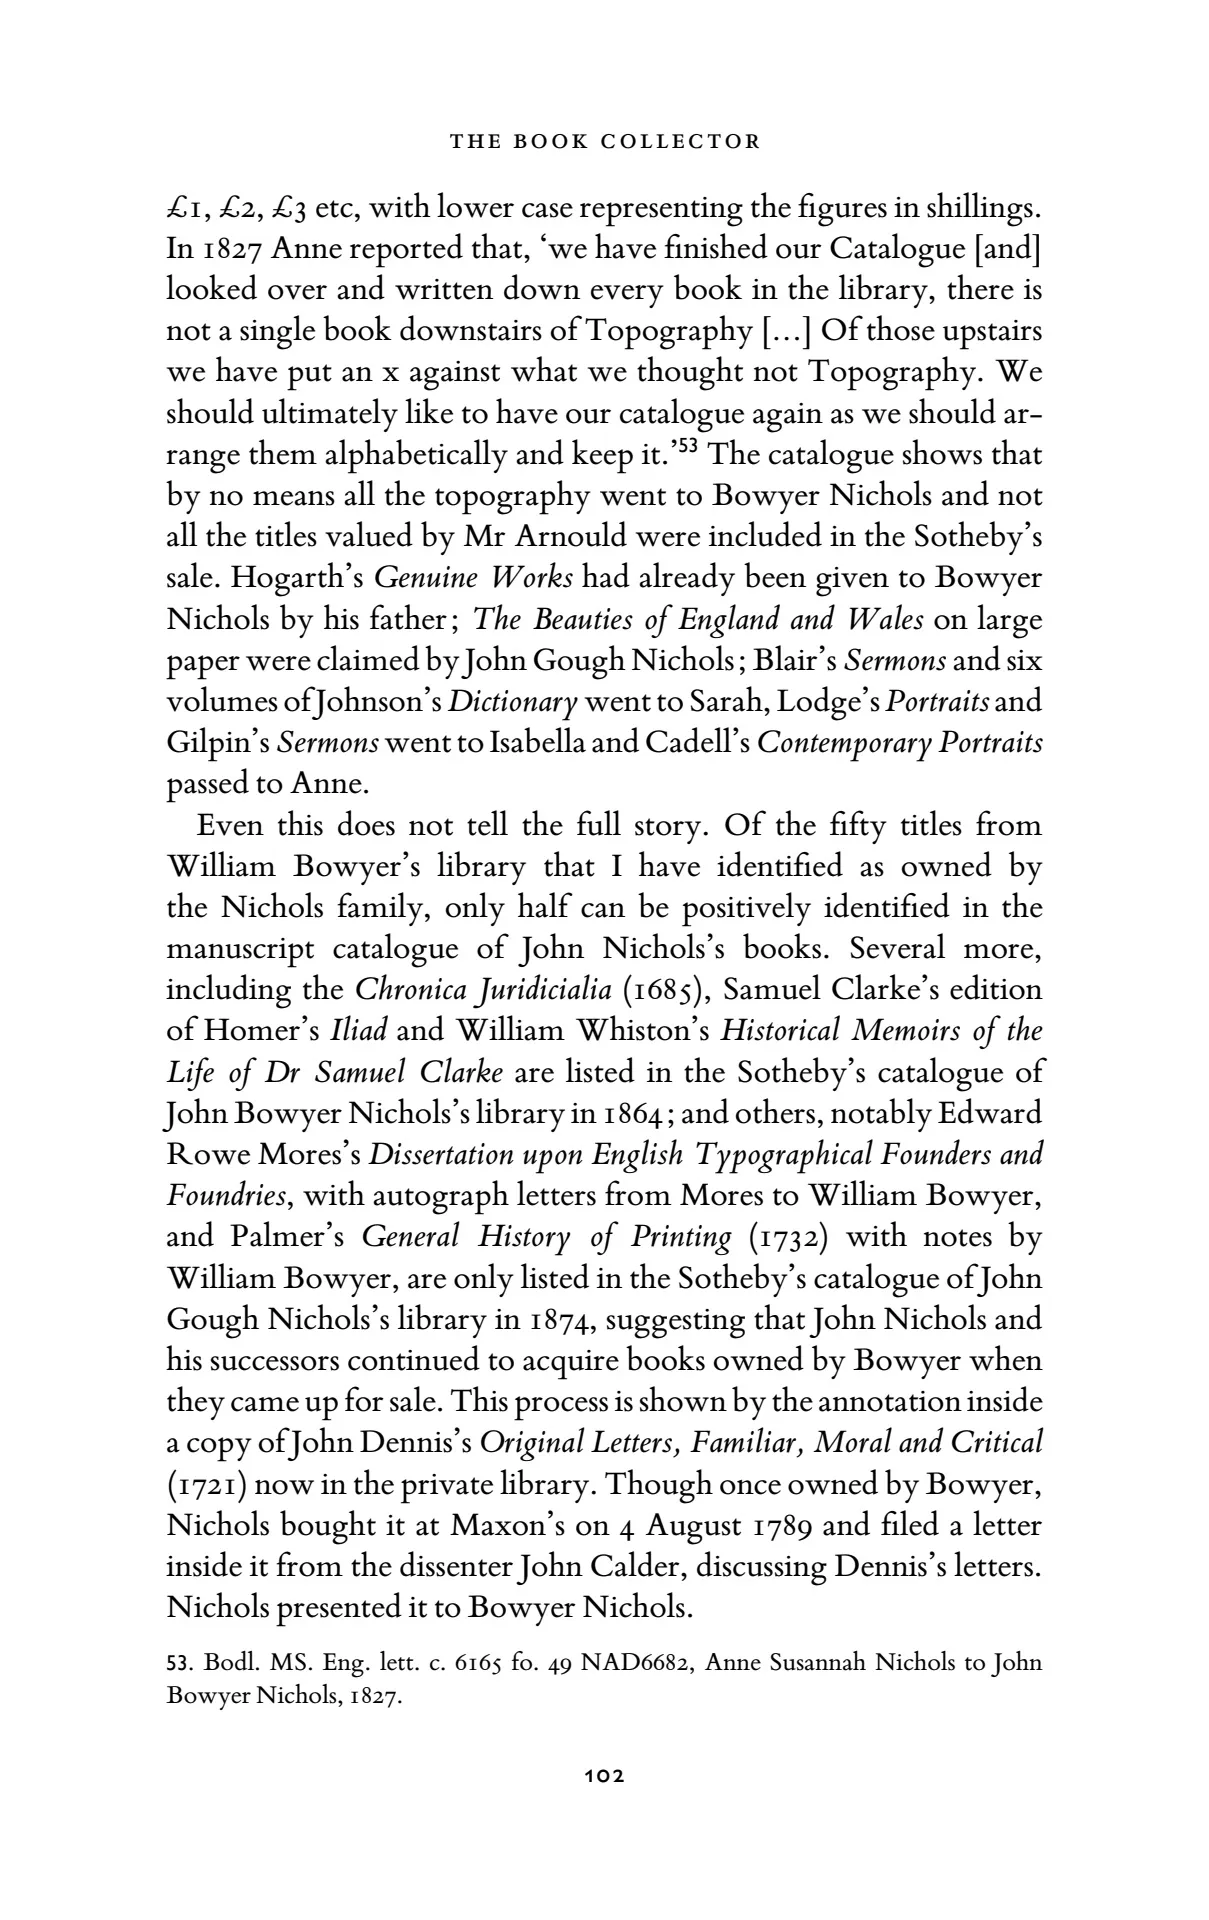 THE BOOK COLLECTOR
£1, £2, £3 etc, with lower case representing the figures in shillings.
In 1827 Anne reported that, ‘we have finished our Catalogue [and]
looked over and written down every book in the library, there is
not a single book downstairs of Topography […] Of those upstairs
we have put an x against what we thought not Topography. We
should ultimately like to have our catalogue again as we should ar-
range them alphabetically and keep it.’53 The catalogue shows that
by no means all the topography went to Bowyer Nichols and not
all the titles valued by Mr Arnould were included in the Sotheby’s
sale. Hogarth’s Genuine Works had already been given to Bowyer
Nichols by his father; The Beauties of England and Wales on large
paper were claimed by John Gough Nichols; Blair’s Sermons and six
volumes of Johnson’s Dictionary went to Sarah, Lodge’s Portraits and
Gilpin’s Sermons went to Isabella and Cadell’s Contemporary Portraits
passed to Anne.
Even this does not tell the full story. Of the fifty titles from
William Bowyer’s library that I have identified as owned by
the Nichols family, only half can be positively identified in the
manuscript catalogue of John Nichols’s books. Several more,
including the Chronica Juridicialia (1685), Samuel Clarke’s edition
of Homer’s Iliad and William Whiston’s Historical Memoirs of the
Life of Dr Samuel Clarke are listed in the Sotheby’s catalogue of
John Bowyer Nichols’s library in 1864; and others, notably Edward
Rowe Mores’s Dissertation upon English Typographical Founders and
Foundries, with autograph letters from Mores to William Bowyer,
and Palmer’s General History of Printing (1732) with notes by
William Bowyer, are only listed in the Sotheby’s catalogue of John
Gough Nichols’s library in 1874, suggesting that John Nichols and
his successors continued to acquire books owned by Bowyer when
they came up for sale. This process is shown by the annotation inside
a copy of John Dennis’s Original Letters, Familiar, Moral and Critical
(1721) now in the private library. Though once owned by Bowyer,
Nichols bought it at Maxon’s on 4 August 1789 and filed a letter
inside it from the dissenter John Calder, discussing Dennis’s letters.
Nichols presented it to Bowyer Nichols.
53. Bodl. MS. Eng. lett. c. 6165 fo. 49 NAD6682, Anne Susannah Nichols to John
Bowyer Nichols, 1827.
102